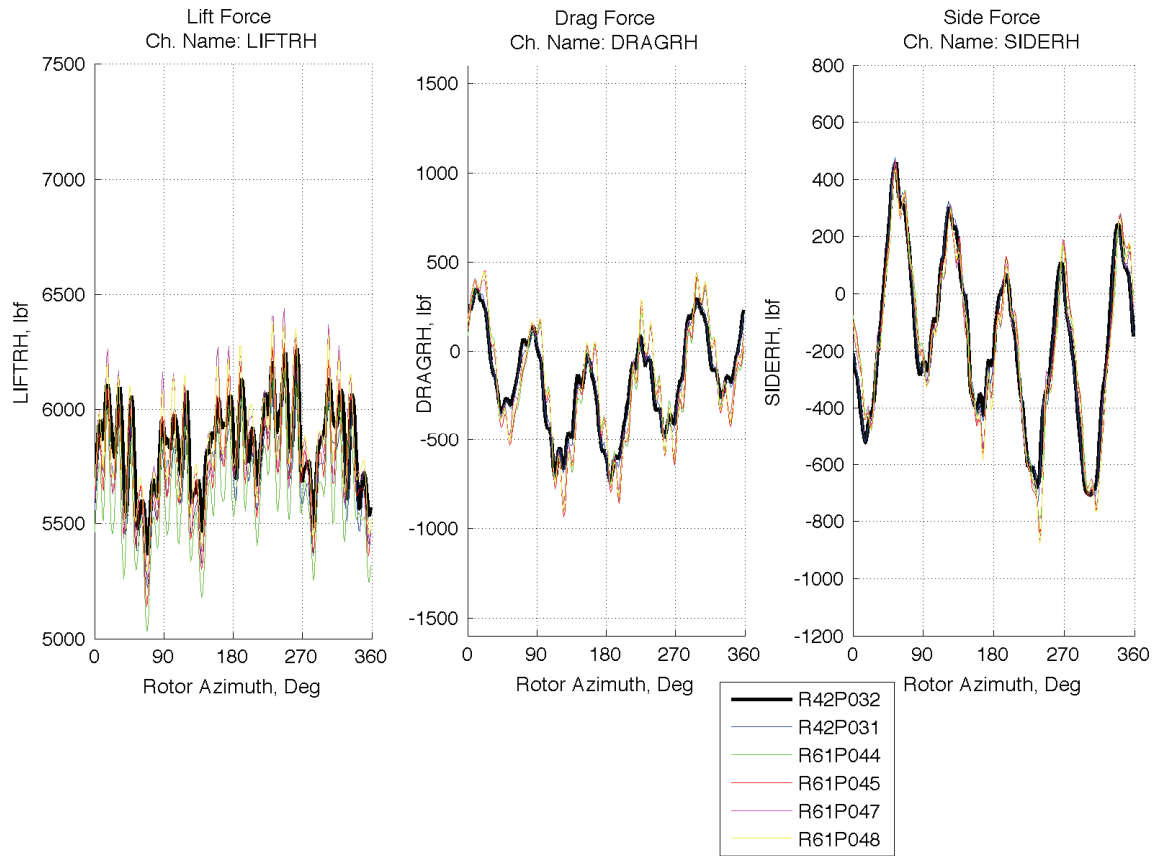 Lift Force
Ch. Name: LIFTRH
7500
7000
6500
6000
5500
5000
LIFTRH, lbf
0 90 180 270 360
Rotor Azimuth, Deg
Drag Force
Ch. Name: DRAGRH
1500
1000
500
0
-500
-1000
-1500
DRAGRH, lbf
0 90 180 270 360
Rotor Azimuth, Deg
Side Force
Ch. Name: SIDERH
800
600
400
200
0
-200
-400
-600
-800
-1000
-1200
SIDERH, lbf
0 90 180 270 360
Rotor Azimuth, Deg
R42P032
R42P031
R61P044
R61P045
R61P047
R61P048